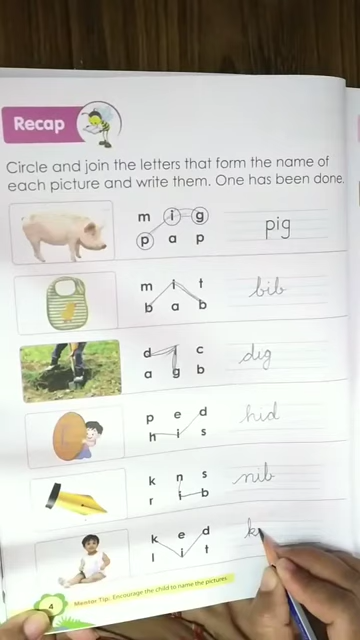 Recap
Circle and join the letters that form the name of
each picture and write them. One has been done.
m i g
p a p
pig
m i t
b a b
bib
d i c
a g b
dig
p e d
h i s
hid
k n s
r i b
nib
k e d
l i t
k
4 Master Tip: Encourage the child to name the pictures.